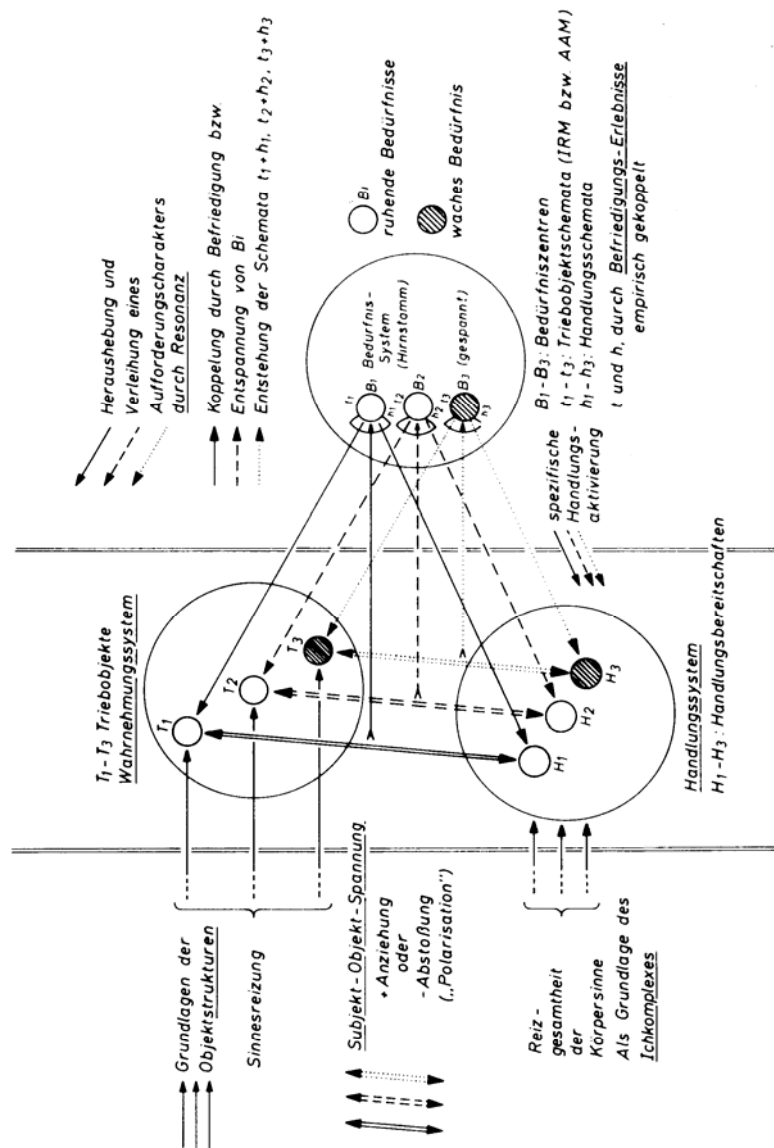 Grundlagen der
Objektstrukturen
Sinnesreizung
Subjekt-Objekt-Spannung
+Anziehung
oder
-Abstoßung
(„Polarisation")
Reiz-
gesamtheit
der
Körpersinne
Als Grundlage des
Ichkomplexes
T1-T3 Triebobjekte
Wahrnehmungssystem
T1
T2
T3
H1
H2
H3
Handlungssystem
H1-H3: Handlungsbereitschaften
Heraushebung und
Verleihung eines
Aufforderungscharakters
durch Resonanz
Koppelung durch Befriedigung bzw.
Entspannung von Bi
Entstehung der Schemata t1+h1, t2+h2, t3+h3
t1
B1 Bedürfnis-
System
(Hirnstamm)
h1
t2
B2
h2
t3
B3 (gespannt)
h3
Bi
ruhende Bedürfnisse
waches Bedürfnis
spezifische
Handlungs-
aktivierung
B1-B3: Bedürfniszentren
t1-t3: Triebobjektschemata (IRM bzw. AAM)
h1-h3: Handlungsschemata
t und h, durch Befriedigungs-Erlebnisse
empirisch gekoppelt